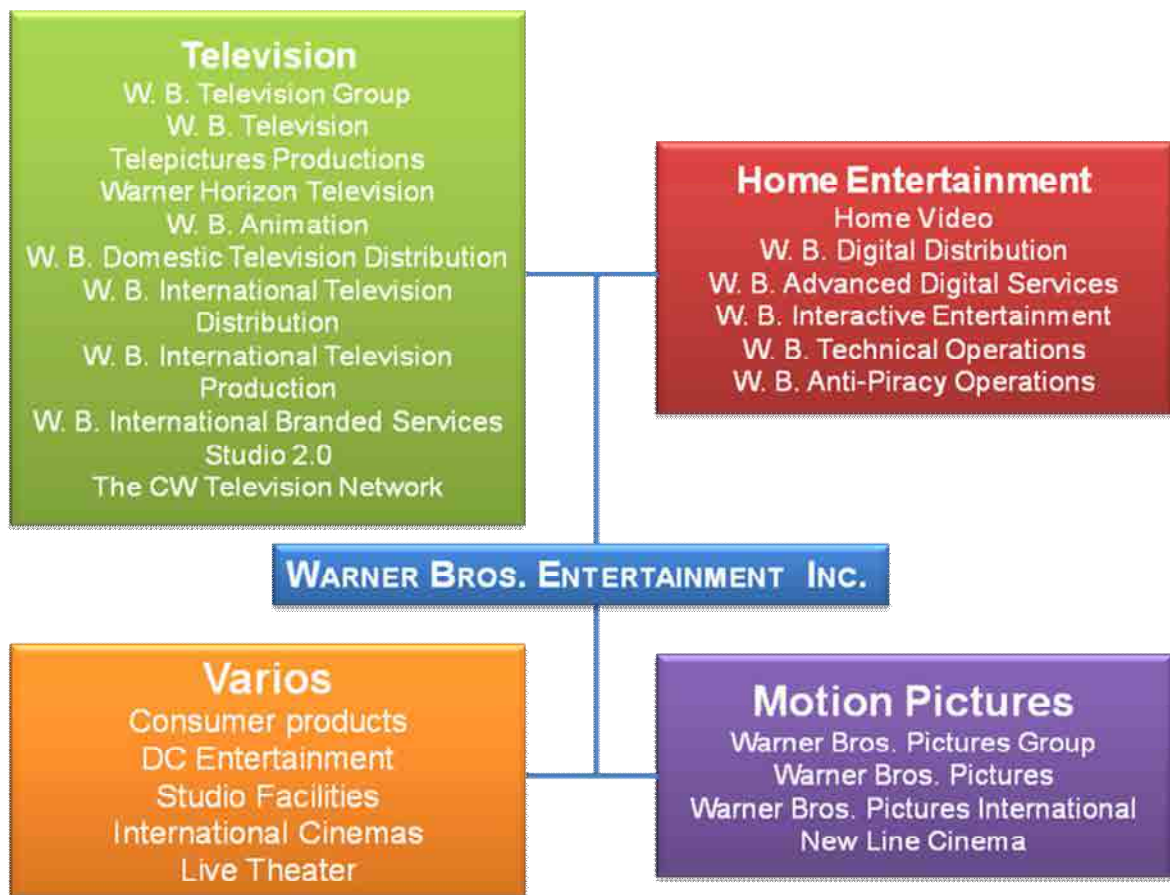 Television
W. B. Television Group
W. B. Television
Telepictures Productions
Warner Horizon Television
W. B. Animation
W. B. Domestic Television Distribution
W. B. International Television
Distribution
W. B. International Television
Production
W. B. International Branded Services
Studio 2.0
The CW Television Network
Home Entertainment
Home Video
W. B. Digital Distribution
W. B. Advanced Digital Services
W. B. Interactive Entertainment
W. B. Technical Operations
W. B. Anti-Piracy Operations
WARNER BROS. ENTERTAINMENT INC.
Varios
Consumer products
DC Entertainment
Studio Facilities
International Cinemas
Live Theater
Motion Pictures
Warner Bros. Pictures Group
Warner Bros. Pictures
Warner Bros. Pictures International
New Line Cinema